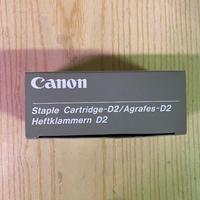 Canon
Staple Cartridge-D2/Agrafes-D2
Heftklammern D2